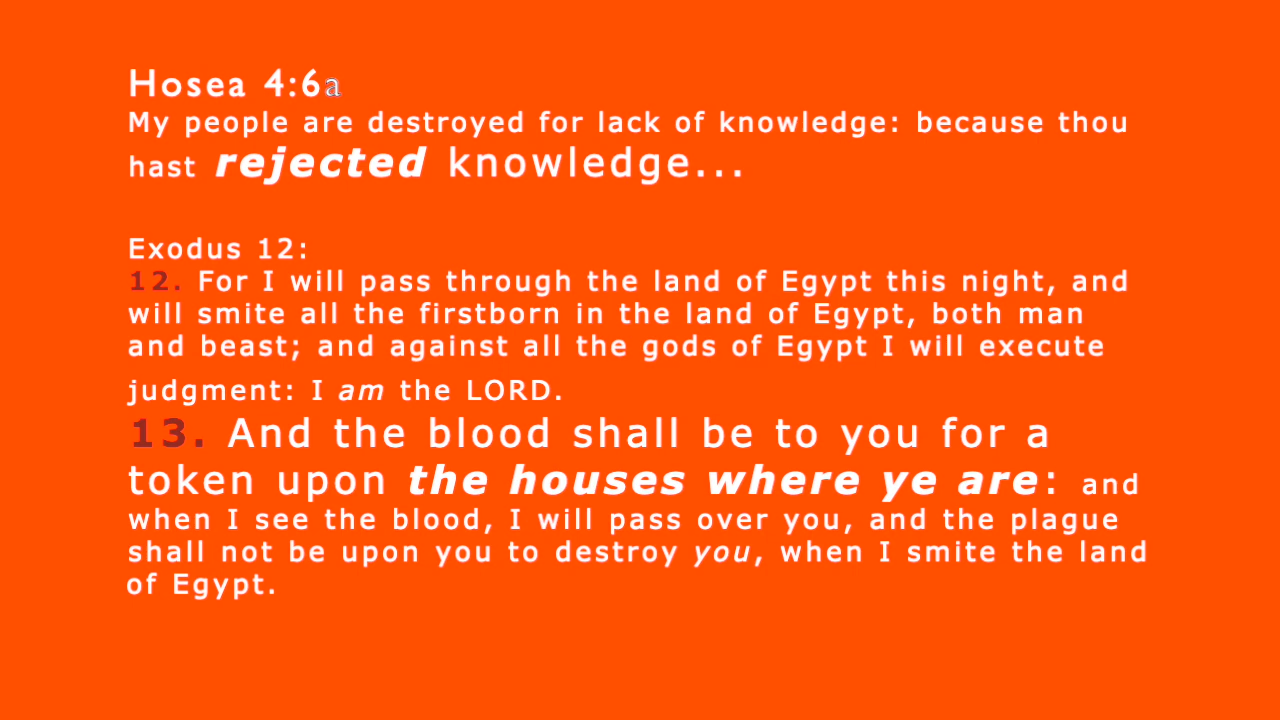 Hosea 4:6a
My people are destroyed for lack of knowledge: because thou
hast rejected knowledge...
Exodus 12:
12. For I will pass through the land of Egypt this night, and
will smite all the firstborn in the land of Egypt, both man
and beast; and against all the gods of Egypt I will execute
judgment: I am the LORD.
13. And the blood shall be to you for a
token upon the houses where ye are: and
when I see the blood, I will pass over you, and the plague
shall not be upon you to destroy you, when I smite the land
of Egypt.